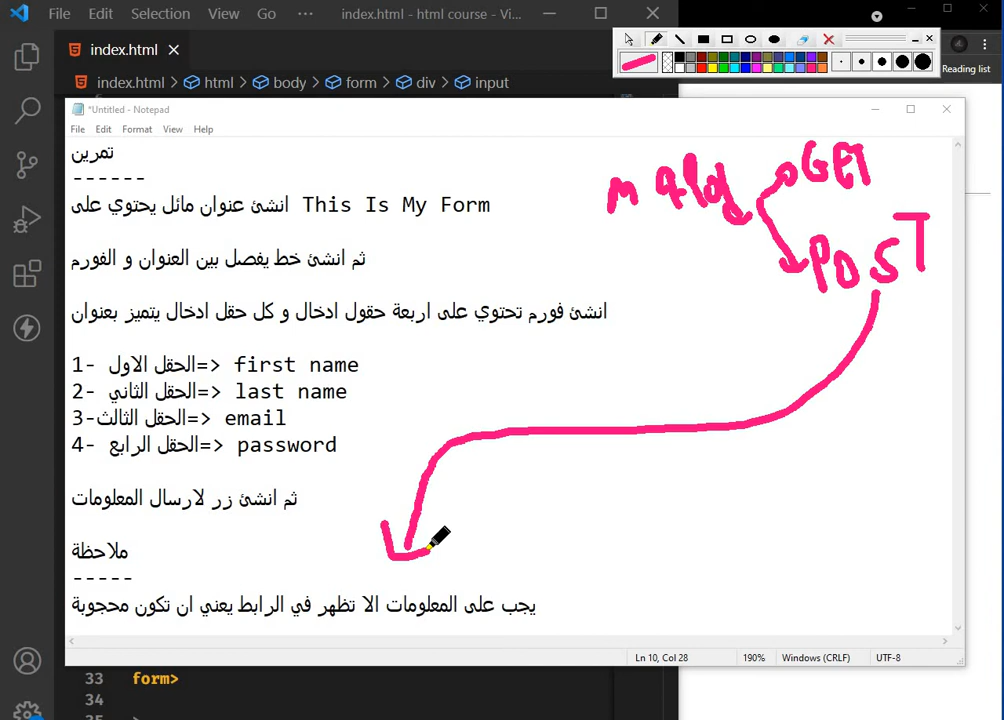 File Edit Selection View Go ··· index.html - html course - Vi...
index.html
index.html > html > body > form > div > input
Reading list
*Untitled - Notepad
File Edit Format View Help
تمرين
------
انشئ عنوان مائل يحتوي على This Is My Form
ثم انشئ خط يفصل بين العنوان و الفورم
انشئ فورم تحتوي على اربعة حقول ادخال و كل حقل ادخال يتميز بعنوان
1- الحقل الاول=> first name
2- الحقل الثاني=> last name
3-الحقل الثالث=> email
4- الحقل الرابع=> password
ثم انشئ زر لارسال المعلومات
ملاحظة
-----
يجب على المعلومات الا تظهر في الرابط يعني ان تكون محجوبة
GET
POST
Ln 10, Col 28 190% Windows (CRLF) UTF-8
33 form>
34